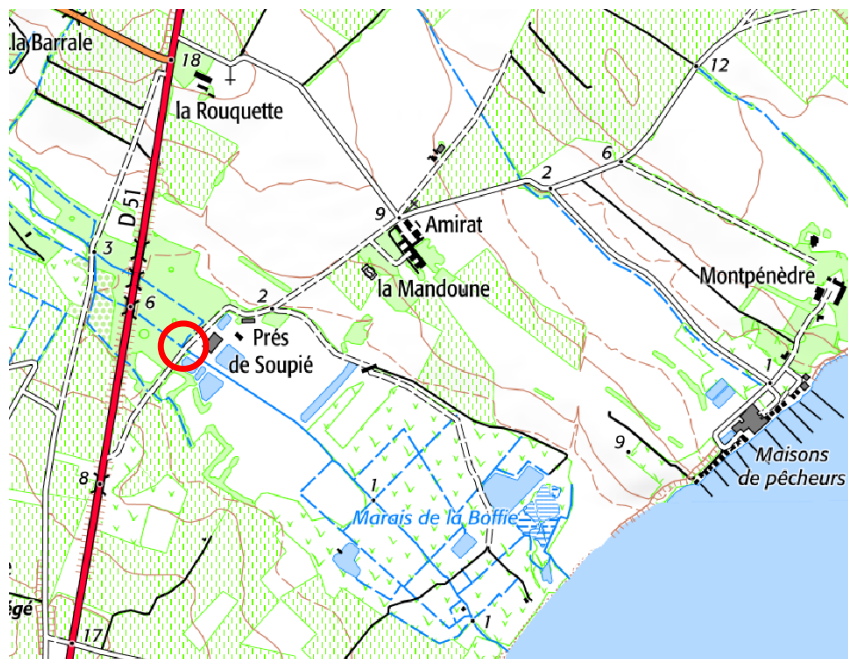 la Barrale
18
la Rouquette
12
6
2
9
Amirat
D 51
3
la Mandoune
Montpénèdre
6
2
Prés
de Soupié
1
9
Maisons
de pêcheurs
8
1
Marais de la Boffie
égé
1
17